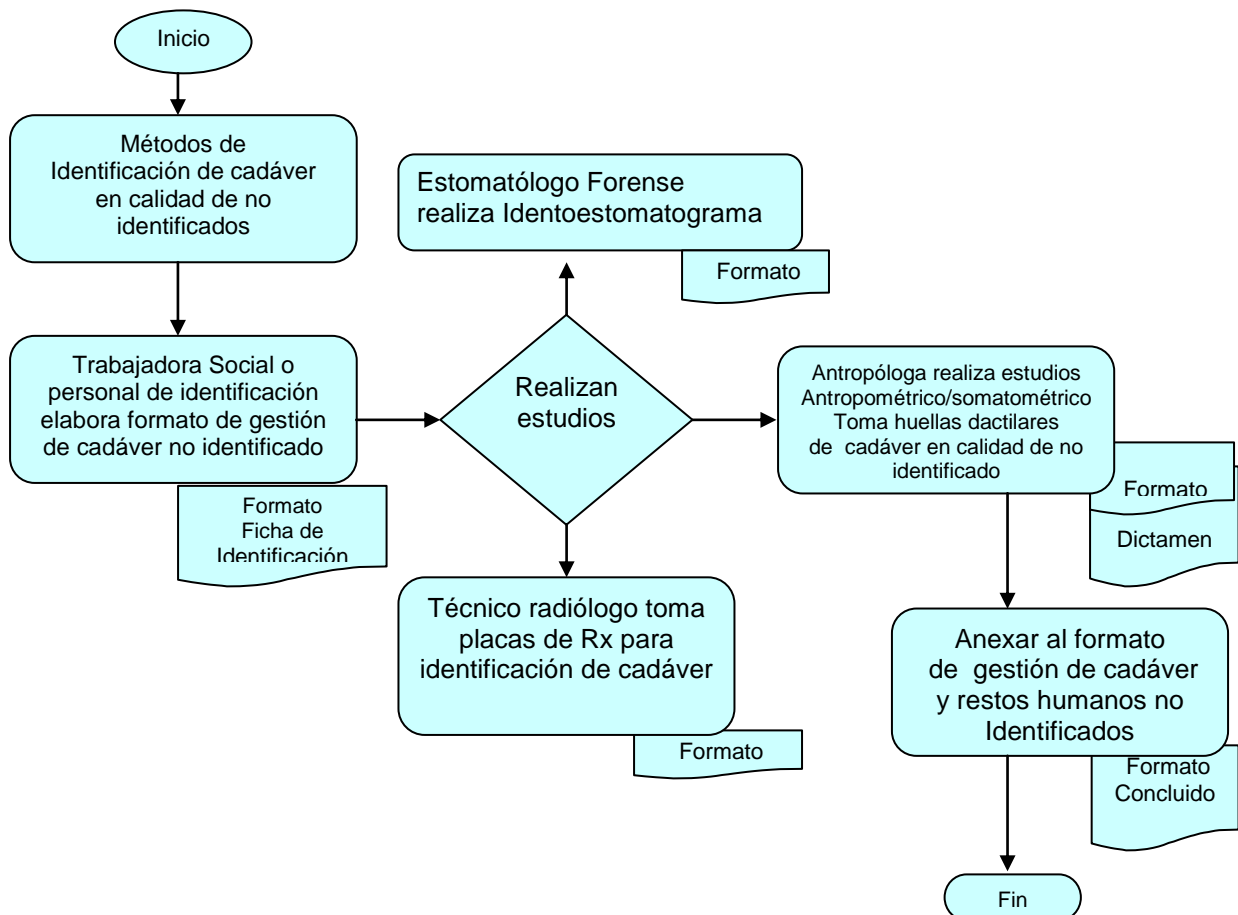 Inicio
Métodos de
Identificación de cadáver
en calidad de no
identificados
Trabajadora Social o
personal de identificación
elabora formato de gestión
de cadáver no identificado
Formato
Ficha de
Identificación
Realizan
estudios
Estomatólogo Forense
realiza Identoestomatograma
Formato
Técnico radiólogo toma
placas de Rx para
identificación de cadáver
Formato
Antropóloga realiza estudios
Antropométrico/somatométrico
Toma huellas dactilares
de cadáver en calidad de no
identificado
Formato
Dictamen
Anexar al formato
de gestión de cadáver
y restos humanos no
Identificados
Formato
Concluido
Fin